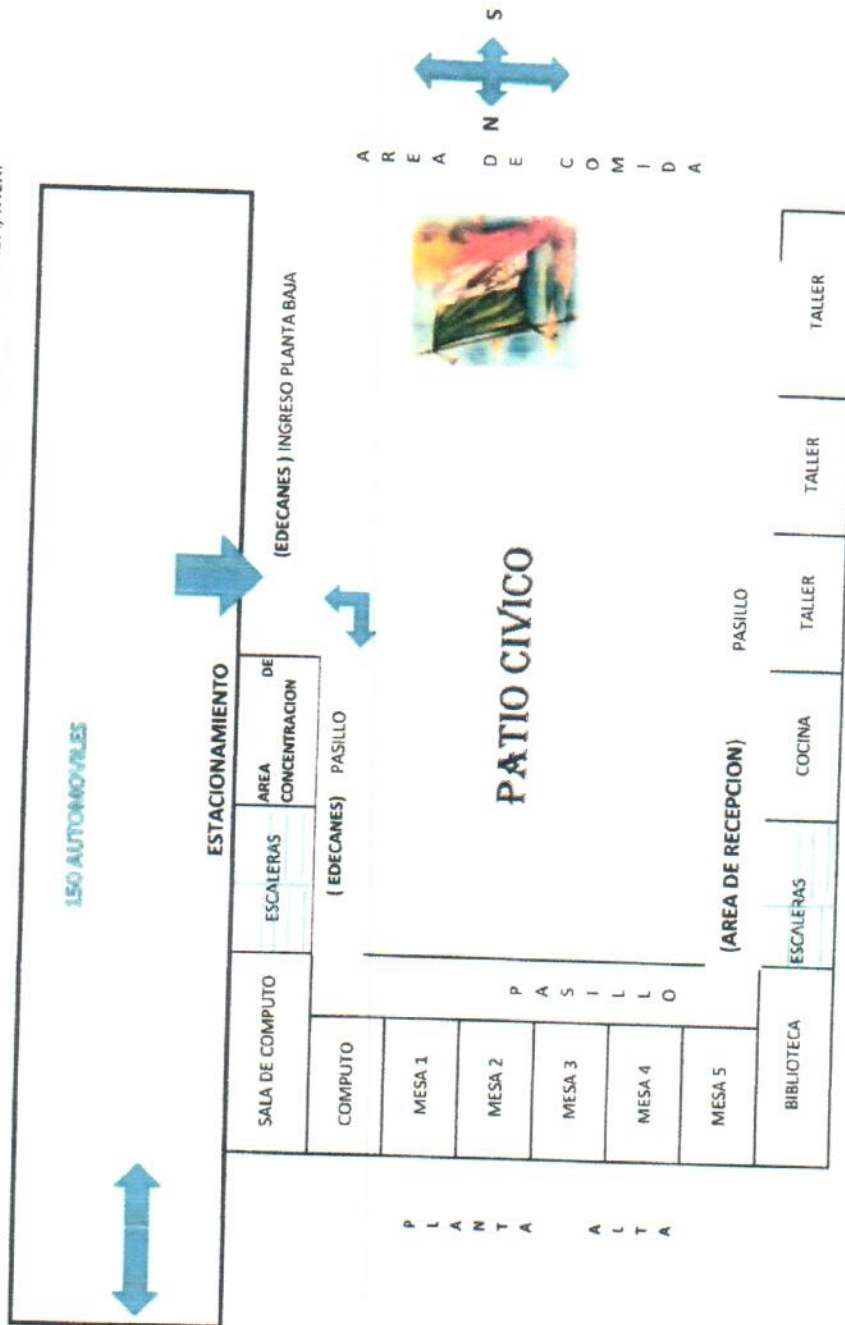 150 AUTOMOVILES
ESTACIONAMIENTO
SALA DE COMPUTO
ESCALERAS
AREA DE
CONCENTRACION
(EDECANES ) INGRESO PLANTA BAJA
COMPUTO
( EDECANES) PASILLO
MESA 1
MESA 2
MESA 3
MESA 4
MESA 5
PASILLO
PLANTA ALTA
PATIO CIVICO
AREA DE COMIDA
N
S
(AREA DE RECEPCION)
PASILLO
BIBLIOTECA
ESCALERAS
COCINA
TALLER
TALLER
TALLER